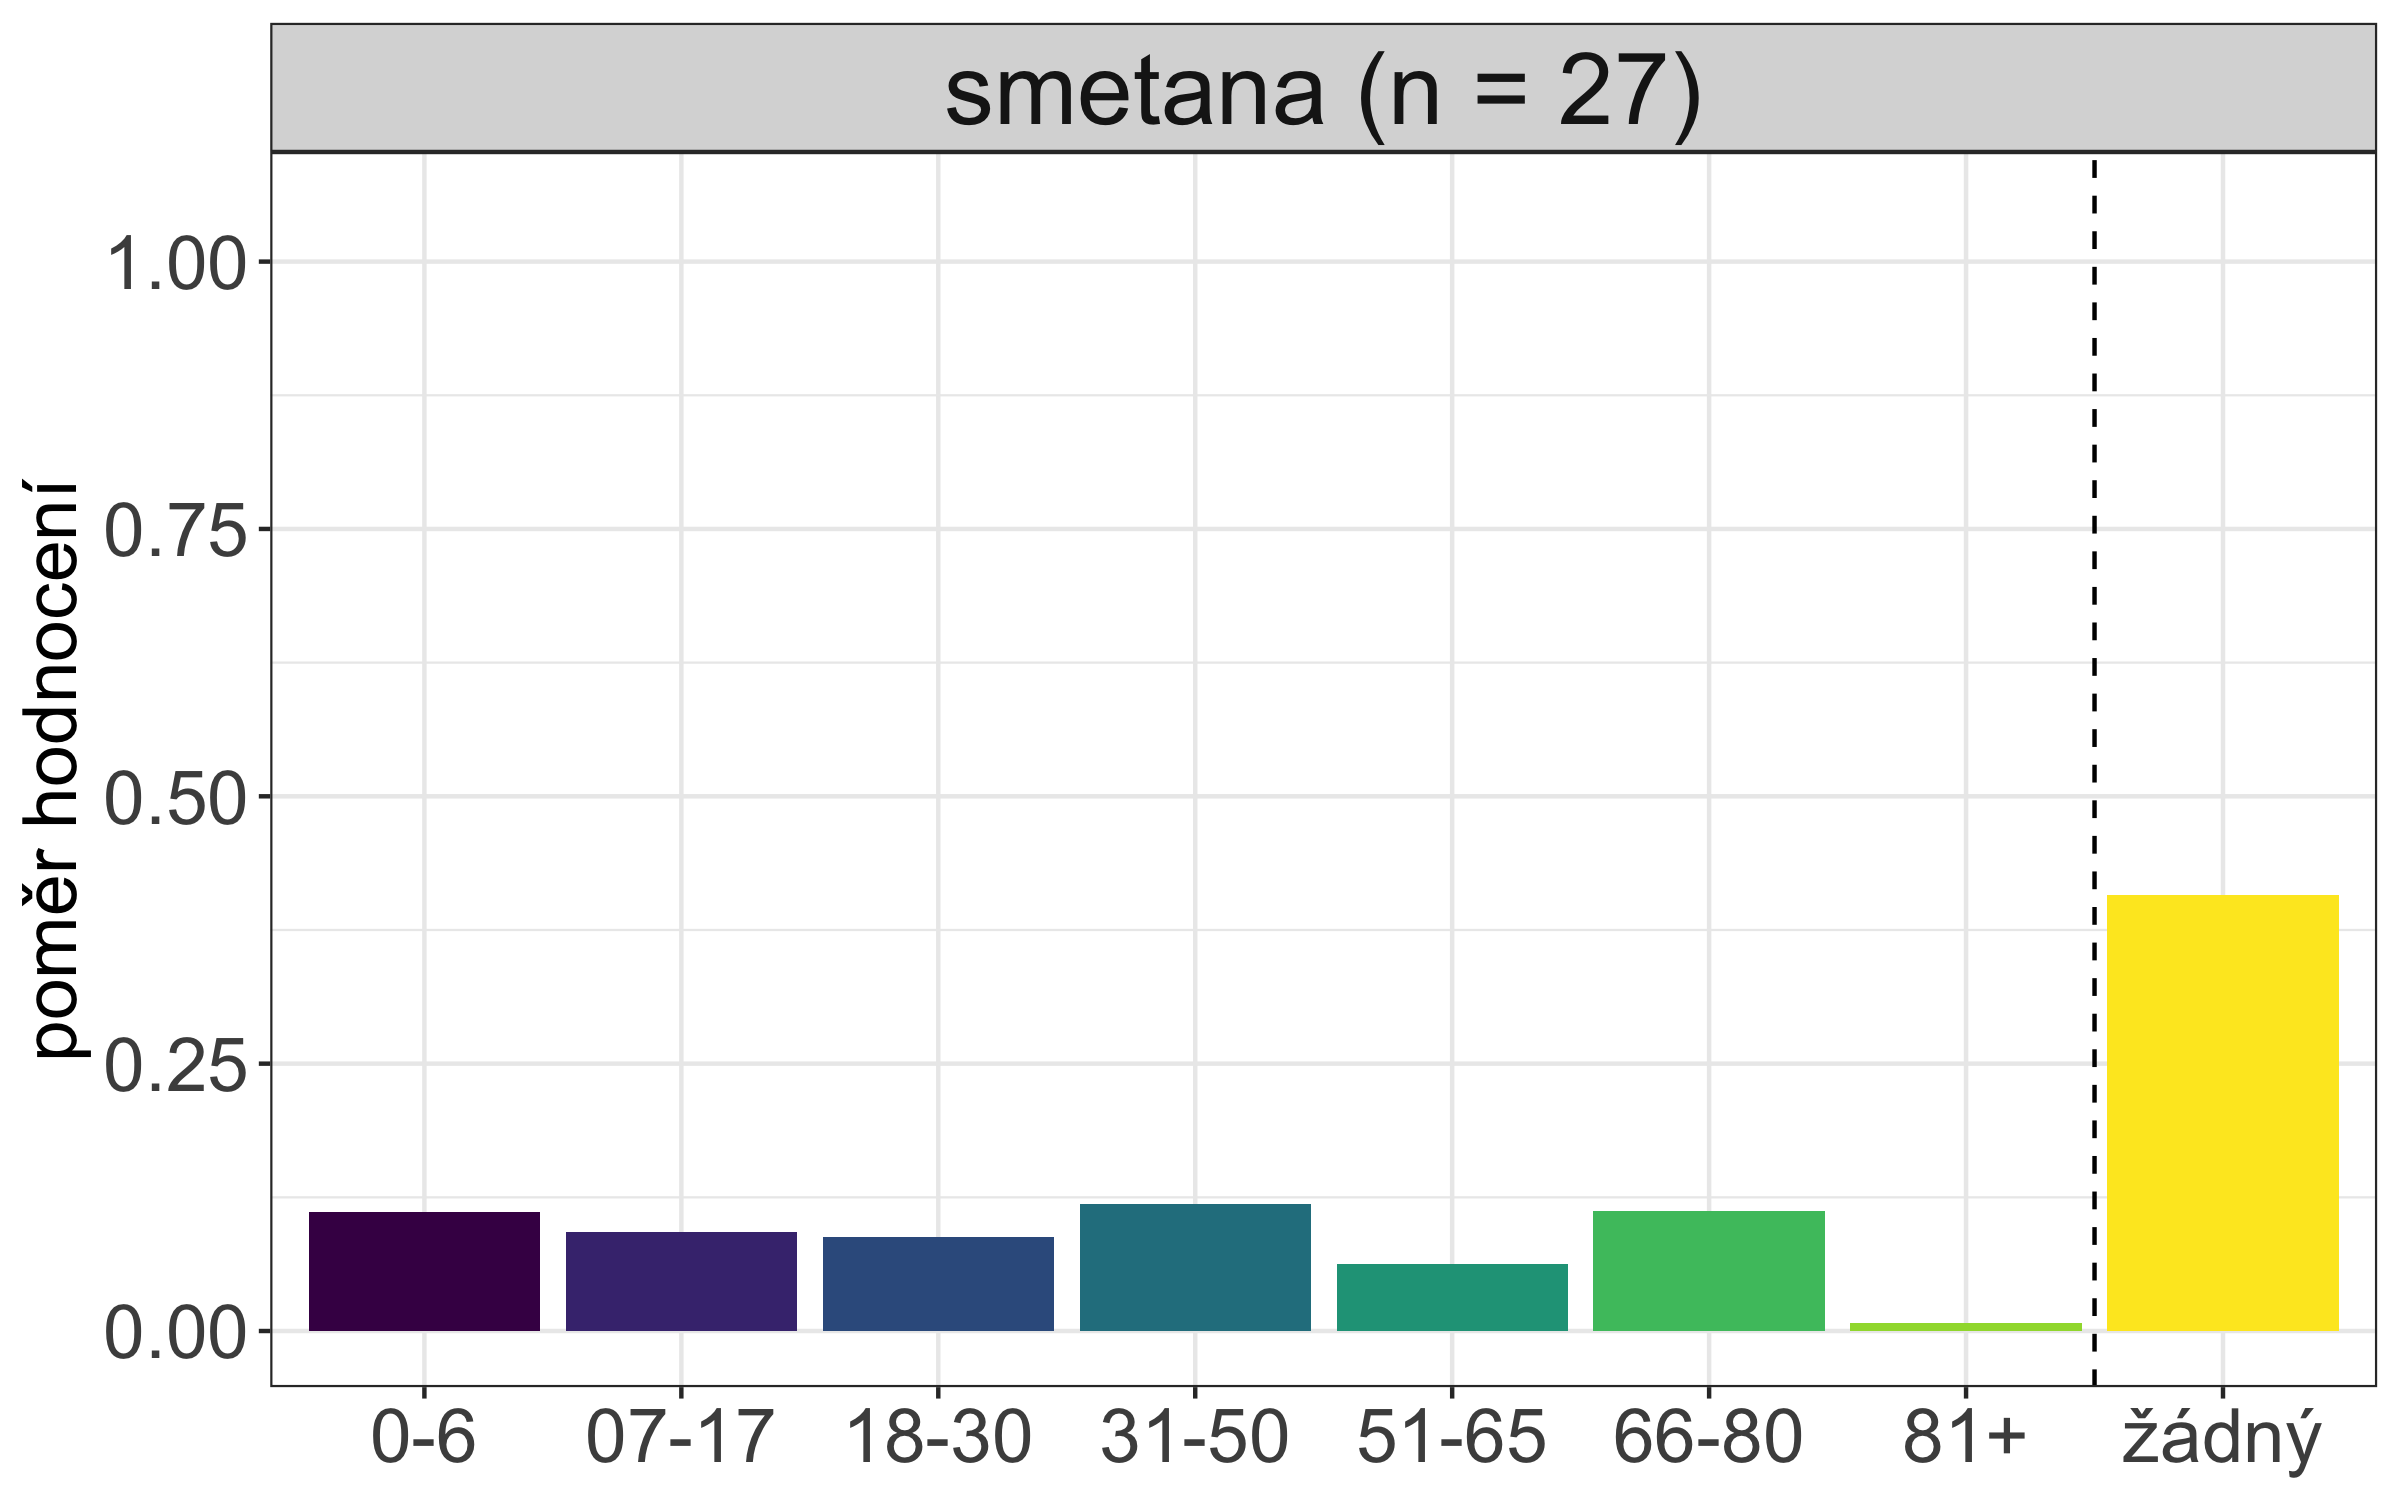 smetana (n = 27)
poměr hodnocení
1.00
0.75
0.50
0.25
0.00
0-6 07-17 18-30 31-50 51-65 66-80 81+ žádný